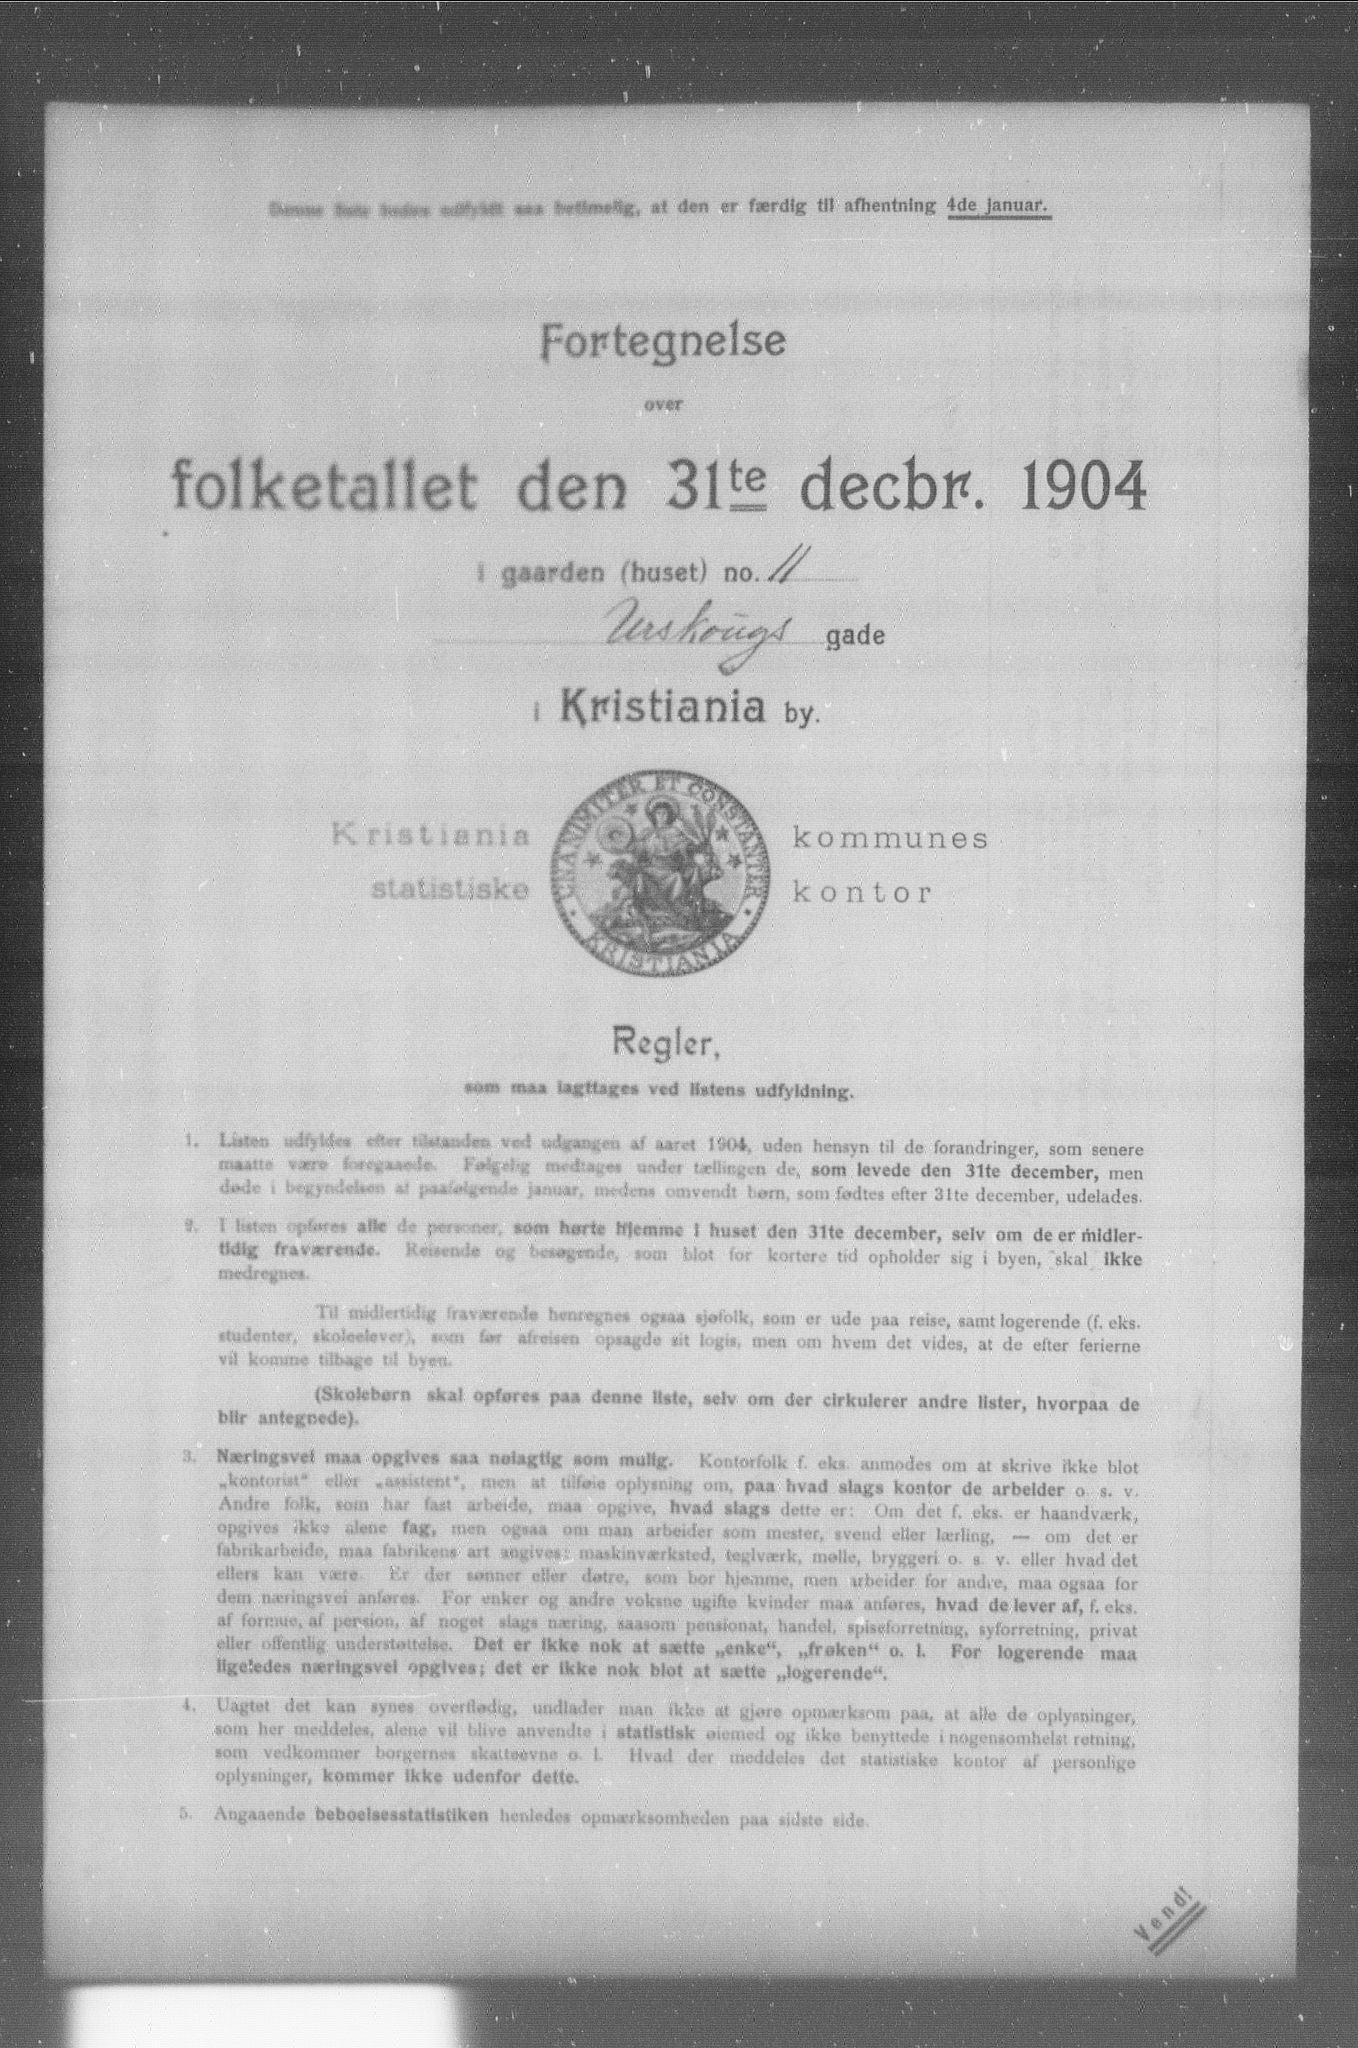 Denne liste bedes udfyldt saa betimelig, at den er færdig til afhentning 4de januar.
Fortegnelse
over
folketallet den 31te decbr. 1904
i gaarden (huset) no. 11
Urskougs gade
i Kristiania by.
UNANIMITER ET CONSTANTER
KRISTIANIA
Kristiania kommunes
statistiske kontor
Regler,
som maa iagttages ved listens udfyldning.
1. Listen udfyldes efter tilstanden ved udgangen af aaret 1904, uden hensyn til de forandringer, som senere
maatte være foregaaede. Følgelig medtages under tællingen de, som levede den 31te december, men
døde i begyndelsen af paafølgende januar, medens omvendt børn, som fødtes efter 31te december, udelades.
2. I listen opføres alle de personer, som hørte hjemme i huset den 31te december, selv om de er midler-
tidig fraværende. Reisende og besøgende, som blot for kortere tid opholder sig i byen, skal ikke
medregnes.
Til midlertidig fraværende henregnes ogsaa sjøfolk, som er ude paa reise, samt logerende (f. eks.
studenter, skoleelever), som før afreisen opsagde sit logis, men om hvem det vides, at de efter ferierne
vil komme tilbage til byen.
(Skolebørn skal opføres paa denne liste, selv om der cirkulerer andre lister, hvorpaa de
blir antegnede).
3. Næringsvei maa opgives saa nøiagtig som mulig. Kontorfolk f. eks. anmodes om at skrive ikke blot
„kontorist“ eller „assistent“, men at tilføie oplysning om, paa hvad slags kontor de arbeider o. s. v.
Andre folk, som har fast arbeide, maa opgive, hvad slags dette er: Om det f. eks. er haandværk,
opgives ikke alene fag, men ogsaa om man arbeider som mester, svend eller lærling, — om det er
fabrikarbeide, maa fabrikens art angives: maskinværksted, teglværk, mølle, bryggeri o. s. v. eller hvad det
ellers kan være. Er der sønner eller døtre, som bor hjemme, men arbeider for andre, maa ogsaa for
dem næringsvei anføres. For enker og andre voksne ugifte kvinder maa anføres, hvad de lever af, f. eks.
af formue, af pension, af noget slags næring, saasom pensionat, handel, spiseforretning, syforretning, privat
eller offentlig understøttelse. Det er ikke nok at sætte „enke“, „frøken“ o. l. For logerende maa
ligeledes næringsvei opgives; det er ikke nok blot at sætte „logerende“.
4. Uagtet det kan synes overflødig, undlader man ikke at gjøre opmærksom paa, at alle de oplysninger,
som her meddeles, alene vil blive anvendte i statistisk øiemed og ikke benyttede i nogensomhelst retning,
som vedkommer borgernes skatteevne o. l. Hvad der meddeles det statistiske kontor af personlige
oplysninger, kommer ikke udenfor dette.
5. Angaaende beboelsesstatistiken henledes opmærksomheden paa sidste side.
Vend!